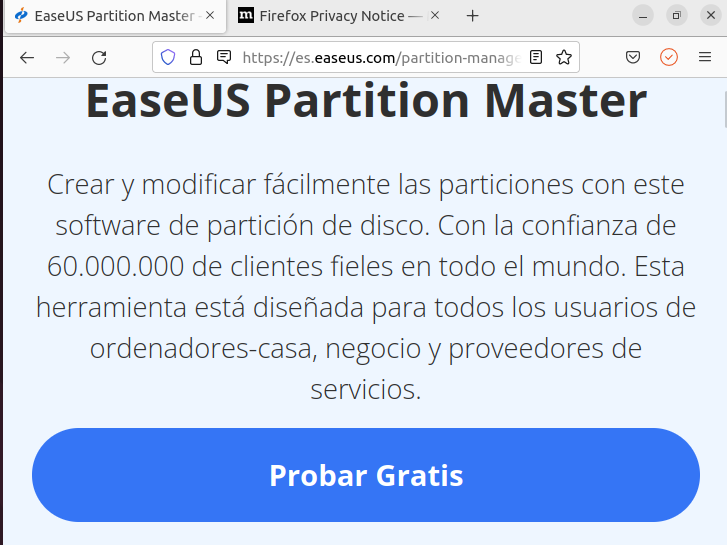 EaseUS Partition Master -
Firefox Privacy Notice —
https://es.easeus.com/partition-manage
EaseUS Partition Master
Crear y modificar fácilmente las particiones con este
software de partición de disco. Con la confianza de
60.000.000 de clientes fieles en todo el mundo. Esta
herramienta está diseñada para todos los usuarios de
ordenadores-casa, negocio y proveedores de
servicios.
Probar Gratis